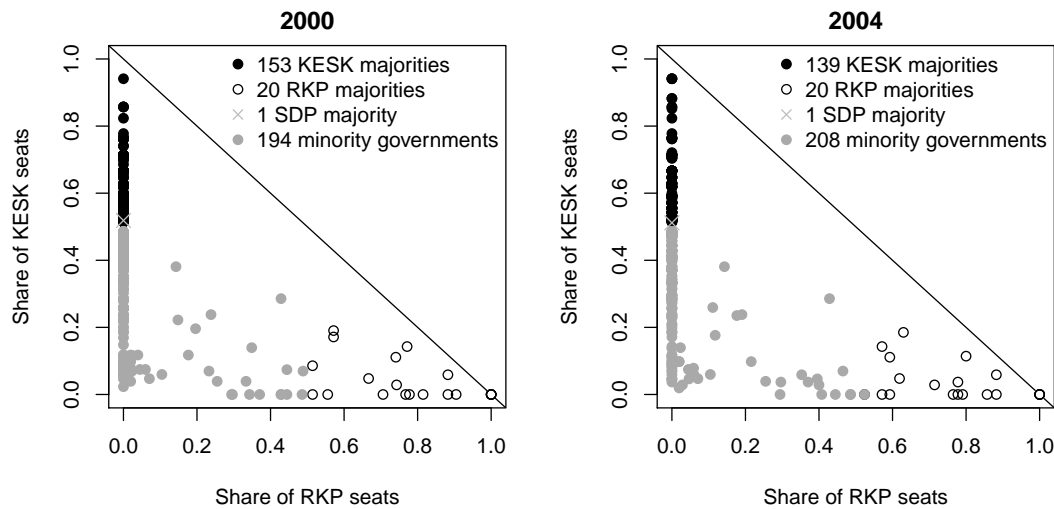 2000
153 KESK majorities
20 RKP majorities
1 SDP majority
194 minority governments
Share of KESK seats
1.0
0.8
0.6
0.4
0.2
0.0
0.0 0.2 0.4 0.6 0.8 1.0
Share of RKP seats
2004
139 KESK majorities
20 RKP majorities
1 SDP majority
208 minority governments
Share of KESK seats
1.0
0.8
0.6
0.4
0.2
0.0
0.0 0.2 0.4 0.6 0.8 1.0
Share of RKP seats